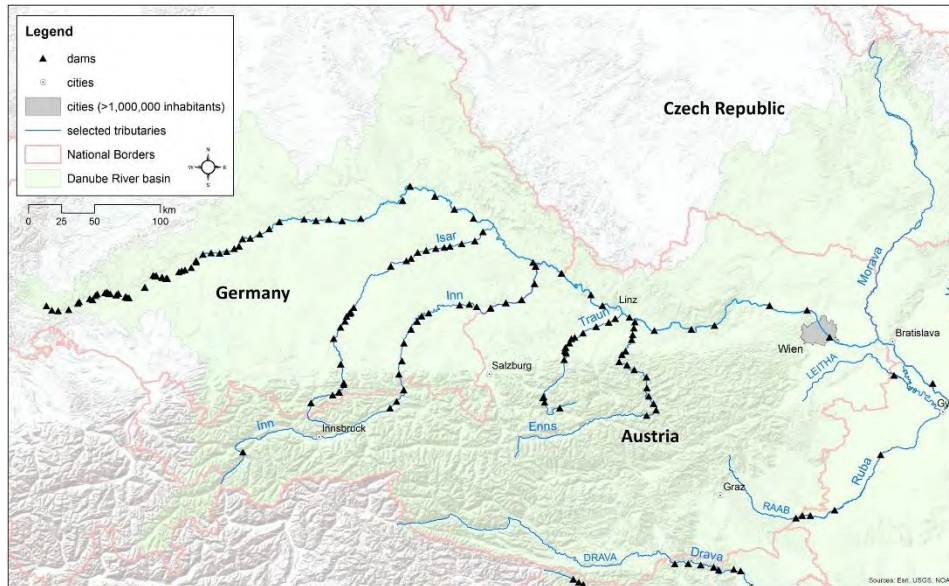 Legend
dams
cities
cities (>1,000,000 inhabitants)
selected tributaries
National Borders
Danube River basin
N
W E
S
0 25 50 100
km
Czech Republic
Germany
Austria
Isar
Inn
Inn
Traun
Enns
Linz
Salzburg
Innsbruck
Wien
Graz
Bratislava
Morava
LEITHA
Gy
Ruba
RAAB
DRAVA
Drava
Sources: Esri, USGS, NOA